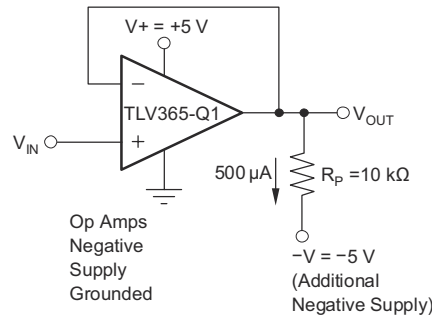 V+ = +5 V
−
TLV365-Q1
+
V_IN
V_OUT
500 µA
R_P =10 kΩ
Op Amps
Negative
Supply
Grounded
−V = −5 V
(Additional
Negative Supply)